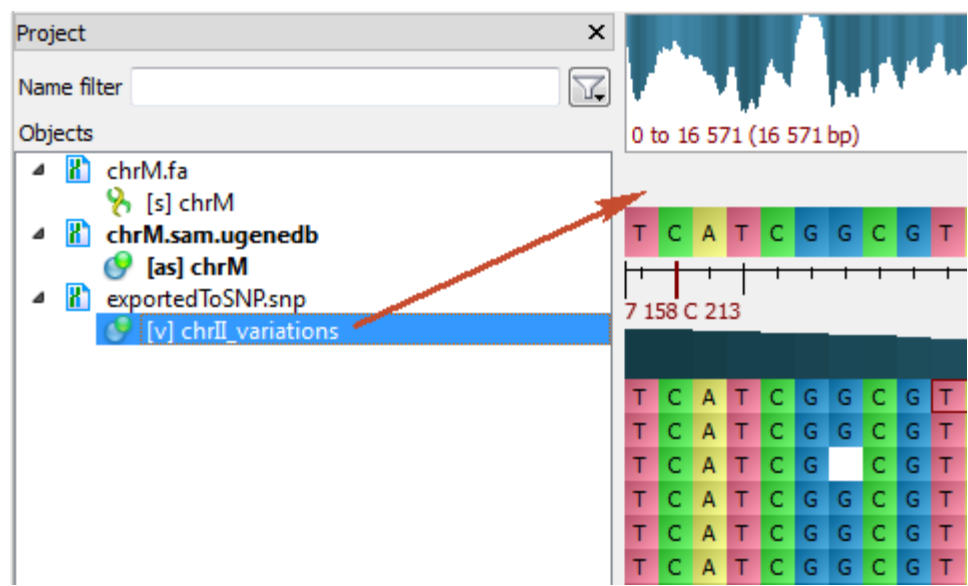 Project
Name filter
Objects
chrM.fa
[s] chrM
chrM.sam.ugenedb
[as] chrM
exportedToSNP.snp
[v] chrII_variations
0 to 16 571 (16 571 bp)
T C A T C G G C G T
7 158 C 213
T C A T C G G C G T
T C A T C G G C G T
T C A T C G C G T
T C A T C G G C G T
T C A T C G G C G T
T C A T C G G C G T